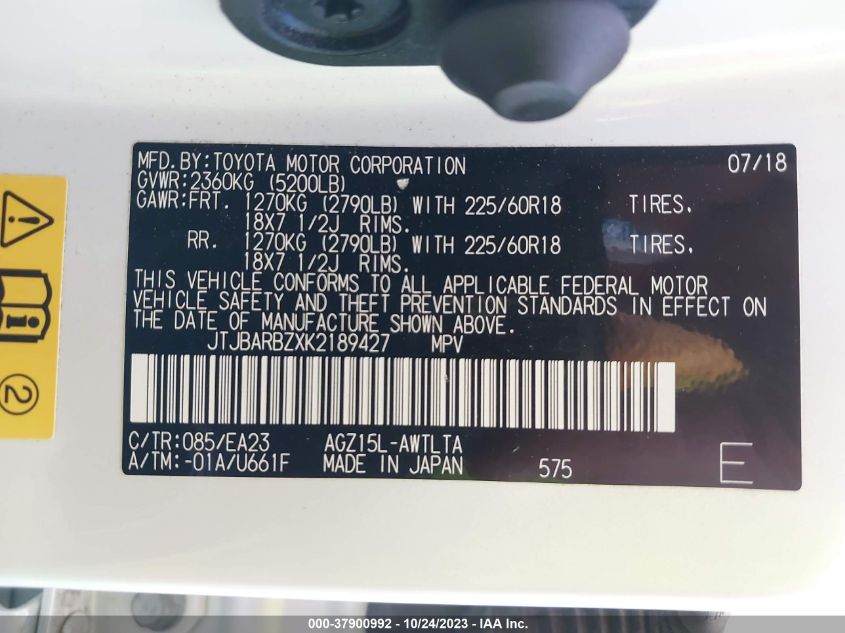 MFD.BY:TOYOTA MOTOR CORPORATION 07/18
GVWR:2360KG (5200LB)
GAWR:FRT. 1270KG (2790LB) WITH 225/60R18 TIRES.
18X7 1/2J RIMS.
RR. 1270KG (2790LB) WITH 225/60R18 TIRES.
18X7 1/2J RIMS.
THIS VEHICLE CONFORMS TO ALL APPLICABLE FEDERAL MOTOR
VEHICLE SAFETY AND THEFT PREVENTION STANDARDS IN EFFECT ON
THE DATE OF MANUFACTURE SHOWN ABOVE.
JTJBARBZXK2189427 MPV
C/TR:085/EA23 AGZ15L-AWTLTA
A/TM:-01A/U661F MADE IN JAPAN 575 E
2
000-37900992 - 10/24/2023 - IAA Inc.